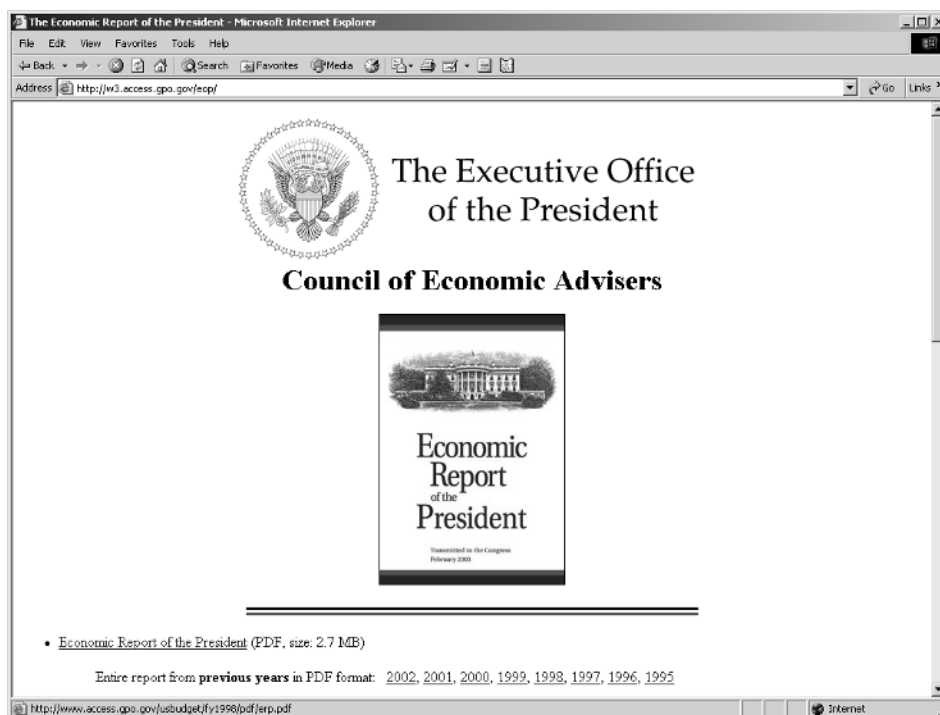 The Economic Report of the President - Microsoft Internet Explorer
File Edit View Favorites Tools Help
Back Search Favorites Media
Address http://w3.access.gpo.gov/eop/ Go Links »
The Executive Office
of the President
Council of Economic Advisers
Economic
Report
of the
President
Transmitted to the Congress
February 2003
• Economic Report of the President (PDF, size: 2.7 MB)
Entire report from previous years in PDF format: 2002, 2001, 2000, 1999, 1998, 1997, 1996, 1995
http://www.access.gpo.gov/usbudget/fy1998/pdf/erp.pdf Internet